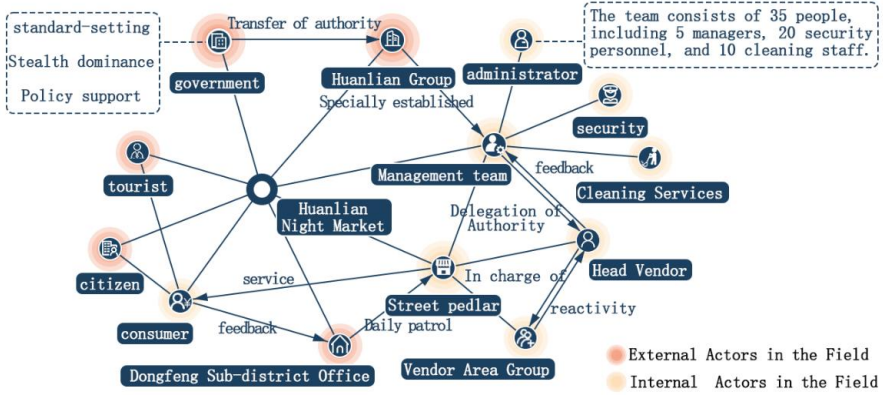 standard-setting
Stealth dominance
Policy support
Transfer of authority
government
Huanlian Group
Specially established
The team consists of 35 people,
including 5 managers, 20 security
personnel, and 10 cleaning staff.
administrator
security
Cleaning Services
Management team
feedback
tourist
Huanlian
Night Market
Delegation of
Authority
Head Vendor
citizen
service
In charge of
Street pedlar
reactivity
consumer
feedback
Daily patrol
Dongfeng Sub-district Office
Vendor Area Group
External Actors in the Field
Internal Actors in the Field